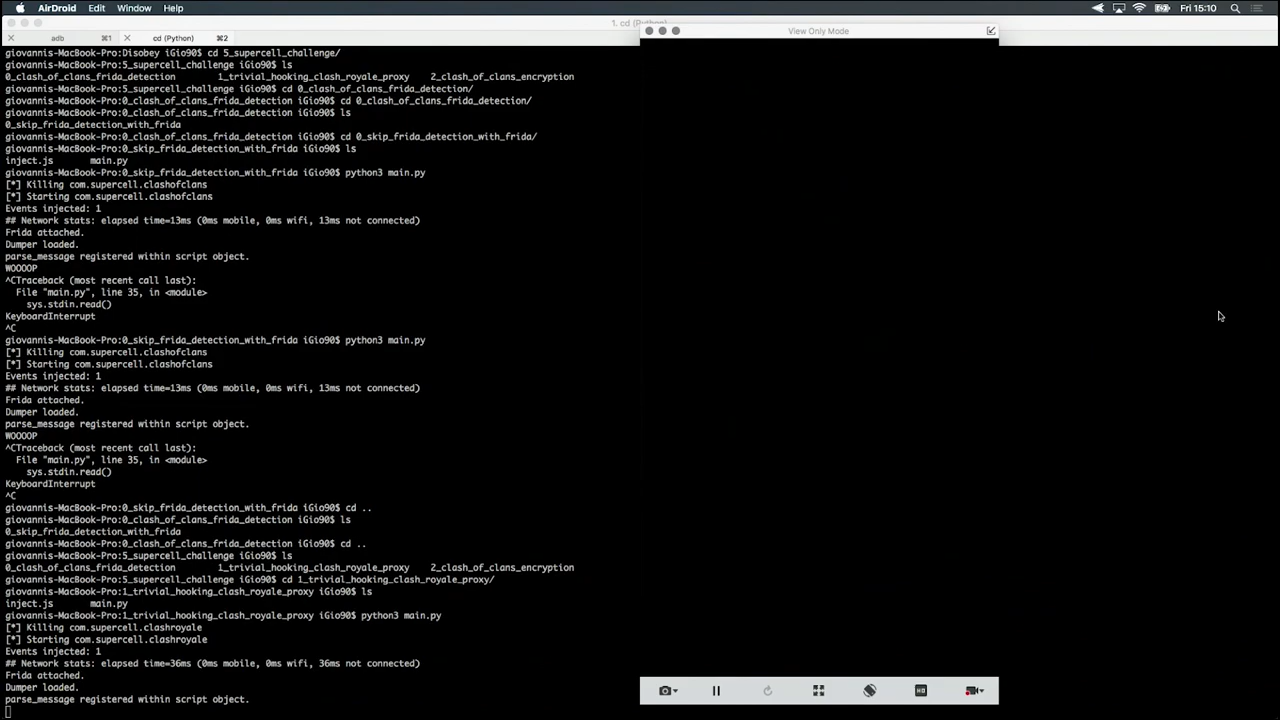 AirDroid Edit Window Help Fri 15:10
1. cd (Python)
adb ⌘1 cd (Python) ⌘2
View Only Mode
giovannis-MacBook-Pro:Disobey iGio90$ cd 5_supercell_challenge/
giovannis-MacBook-Pro:5_supercell_challenge iGio90$ ls
0_clash_of_clans_frida_detection 1_trivial_hooking_clash_royale_proxy 2_clash_of_clans_encryption
giovannis-MacBook-Pro:5_supercell_challenge iGio90$ cd 0_clash_of_clans_frida_detection/
giovannis-MacBook-Pro:0_clash_of_clans_frida_detection iGio90$ cd 0_clash_of_clans_frida_detection/
giovannis-MacBook-Pro:0_clash_of_clans_frida_detection iGio90$ ls
0_skip_frida_detection_with_frida
giovannis-MacBook-Pro:0_clash_of_clans_frida_detection iGio90$ cd 0_skip_frida_detection_with_frida/
giovannis-MacBook-Pro:0_skip_frida_detection_with_frida iGio90$ ls
inject.js main.py
giovannis-MacBook-Pro:0_skip_frida_detection_with_frida iGio90$ python3 main.py
[*] Killing com.supercell.clashofclans
[*] Starting com.supercell.clashofclans
Events injected: 1
## Network stats: elapsed time=13ms (0ms mobile, 0ms wifi, 13ms not connected)
Frida attached.
Dumper loaded.
parse_message registered within script object.
WOOOOP
^CTraceback (most recent call last):
File "main.py", line 35, in <module>
sys.stdin.read()
KeyboardInterrupt
^C
giovannis-MacBook-Pro:0_skip_frida_detection_with_frida iGio90$ python3 main.py
[*] Killing com.supercell.clashofclans
[*] Starting com.supercell.clashofclans
Events injected: 1
## Network stats: elapsed time=13ms (0ms mobile, 0ms wifi, 13ms not connected)
Frida attached.
Dumper loaded.
parse_message registered within script object.
WOOOOP
^CTraceback (most recent call last):
File "main.py", line 35, in <module>
sys.stdin.read()
KeyboardInterrupt
^C
giovannis-MacBook-Pro:0_skip_frida_detection_with_frida iGio90$ cd ..
giovannis-MacBook-Pro:0_clash_of_clans_frida_detection iGio90$ ls
0_skip_frida_detection_with_frida
giovannis-MacBook-Pro:0_clash_of_clans_frida_detection iGio90$ cd ..
giovannis-MacBook-Pro:5_supercell_challenge iGio90$ ls
0_clash_of_clans_frida_detection 1_trivial_hooking_clash_royale_proxy 2_clash_of_clans_encryption
giovannis-MacBook-Pro:5_supercell_challenge iGio90$ cd 1_trivial_hooking_clash_royale_proxy/
giovannis-MacBook-Pro:1_trivial_hooking_clash_royale_proxy iGio90$ ls
inject.js main.py
giovannis-MacBook-Pro:1_trivial_hooking_clash_royale_proxy iGio90$ python3 main.py
[*] Killing com.supercell.clashroyale
[*] Starting com.supercell.clashroyale
Events injected: 1
## Network stats: elapsed time=36ms (0ms mobile, 0ms wifi, 36ms not connected)
Frida attached.
Dumper loaded.
parse_message registered within script object.
HD